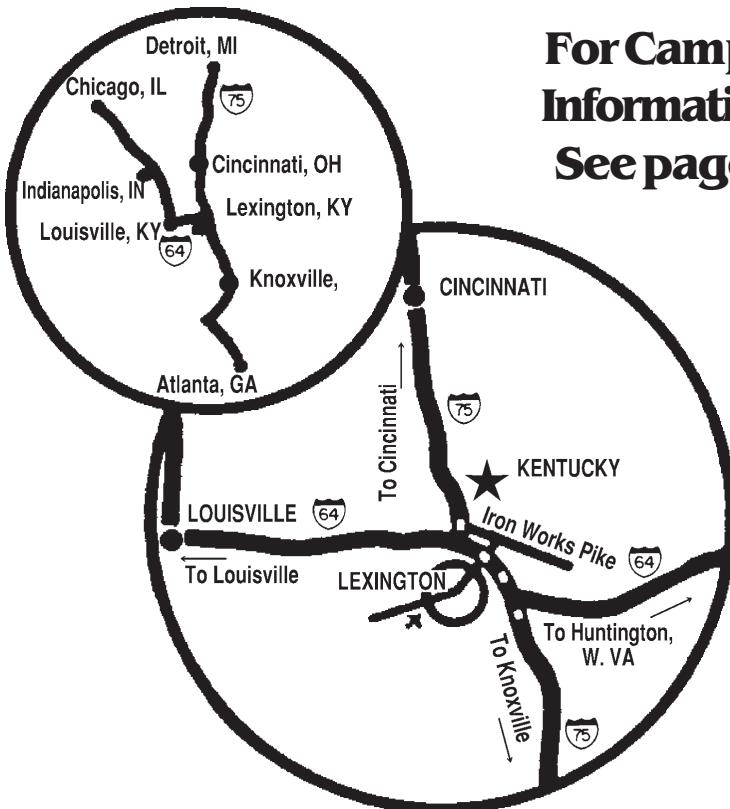 For Camp
Informati
See page
Detroit, MI
Chicago, IL
75
Cincinnati, OH
Indianapolis, IN
Lexington, KY
Louisville, KY
64
Knoxville,
Atlanta, GA
CINCINNATI
To Cincinnati
75
KENTUCKY
LOUISVILLE
64
Iron Works Pike
64
To Louisville
LEXINGTON
To Huntington,
W. VA
To Knoxville
75